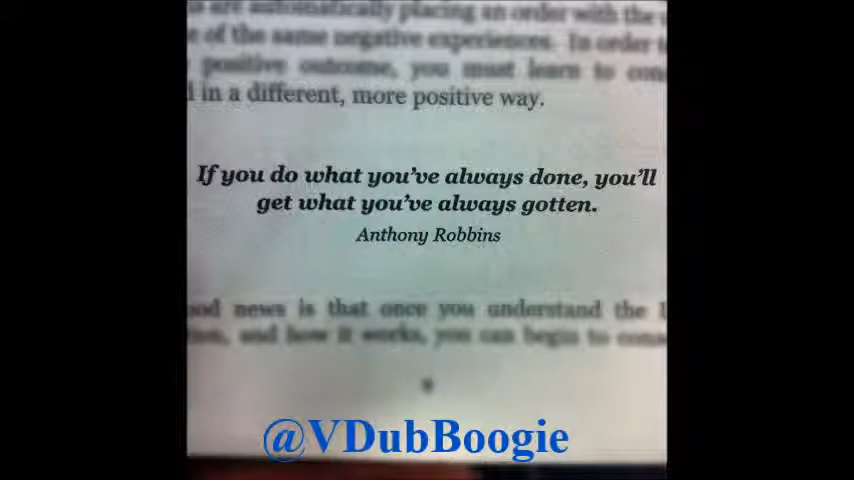 are automatically placing an order with the
of the same negative experiences. In order
positive outcome, you must learn to
in a different, more positive way.
If you do what you've always done, you'll
get what you've always gotten.
Anthony Robbins
news is that once you understand the
and how it works, you can begin to
@VDubBoogie